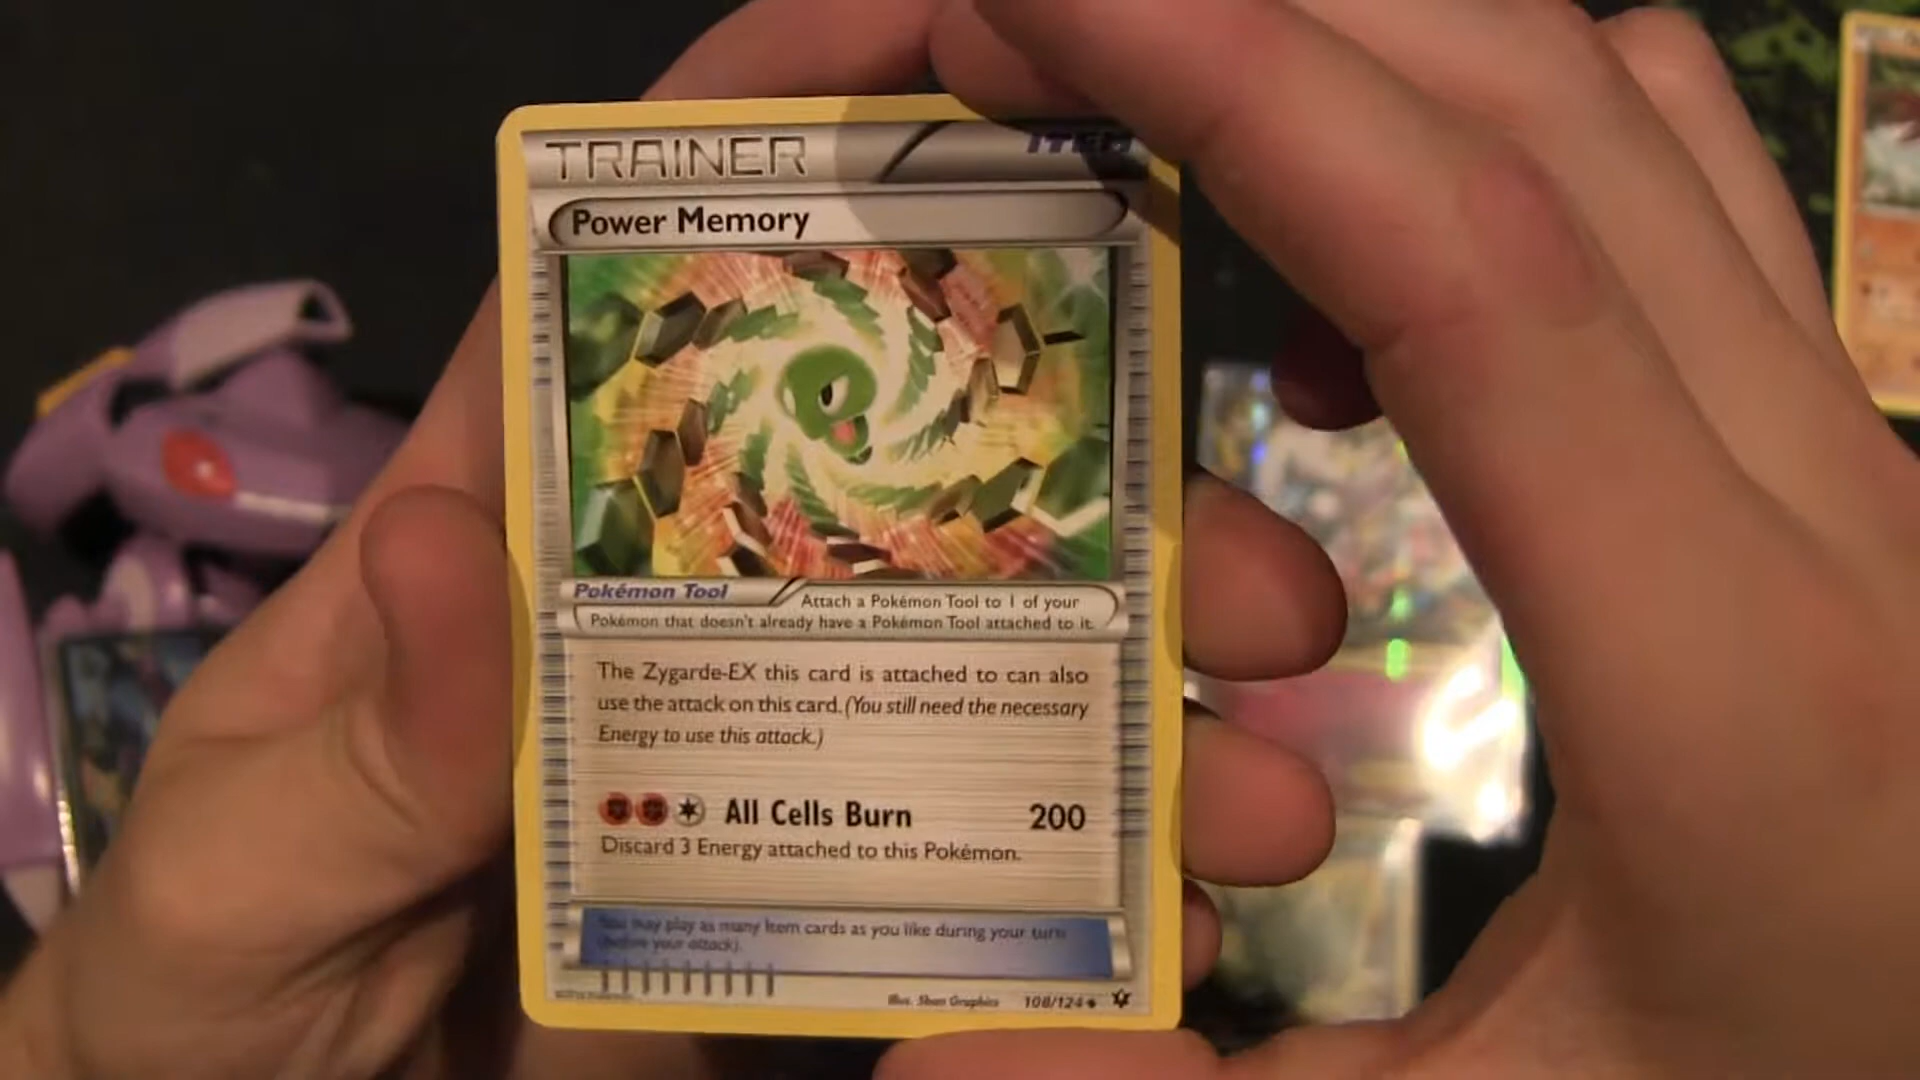 TRAINER
ITEM
Power Memory
Pokémon Tool
Attach a Pokémon Tool to 1 of your
Pokémon that doesn't already have a Pokémon Tool attached to it.
The Zygarde-EX this card is attached to can also
use the attack on this card. (You still need the necessary
Energy to use this attack.)
All Cells Burn 200
Discard 3 Energy attached to this Pokémon.
You may play as many Item cards as you like during your turn
(before your attack).
Illus. 5ban Graphics 108/124